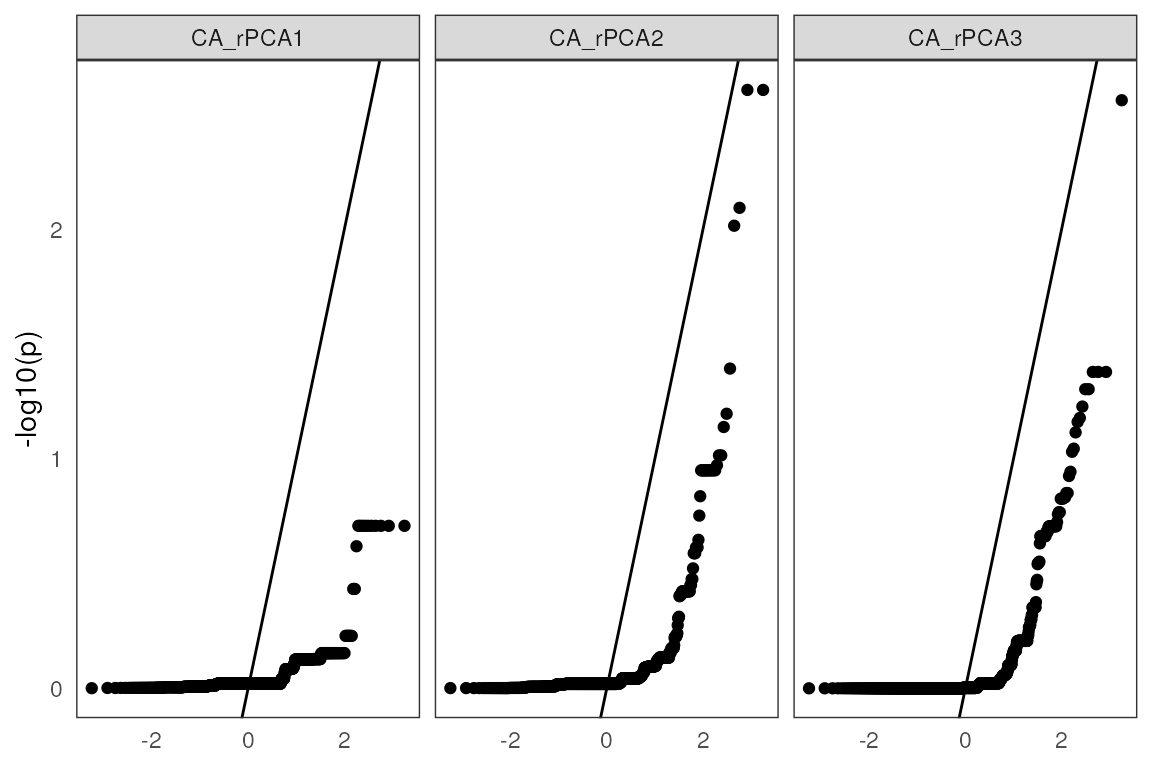 CA_rPCA1 CA_rPCA2 CA_rPCA3
-log10(p)
2
1
0
-2 0 2 -2 0 2 -2 0 2